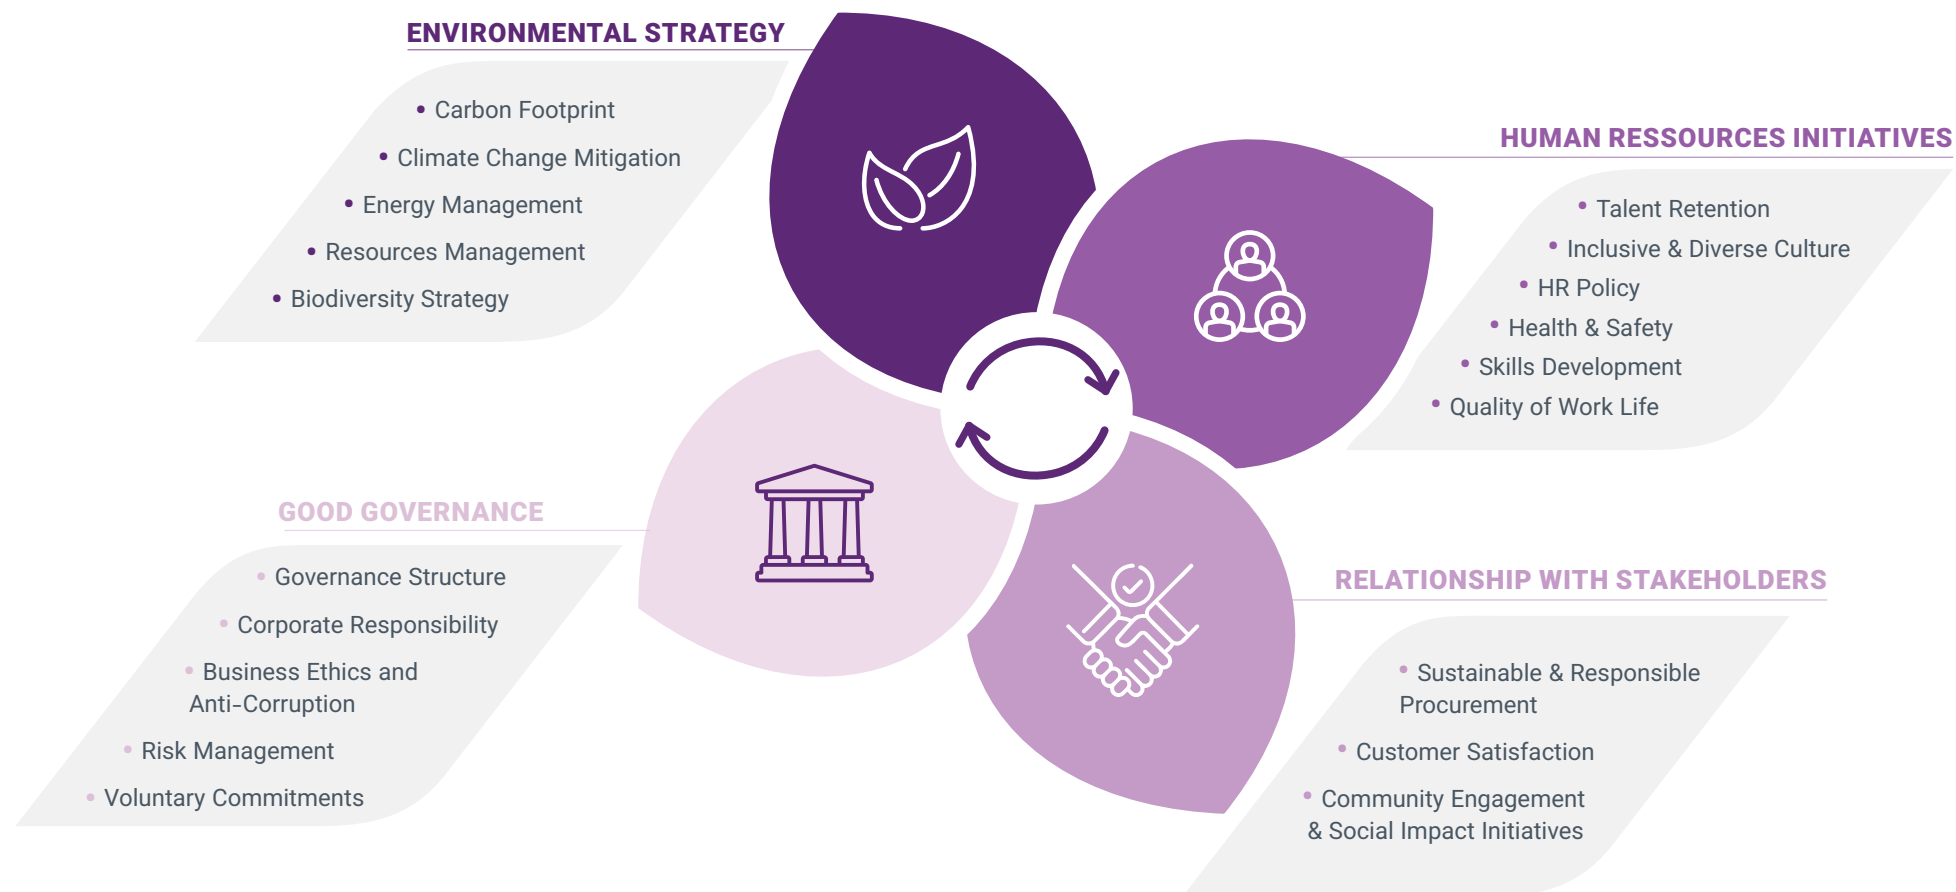 ENVIRONMENTAL STRATEGY
• Carbon Footprint
• Climate Change Mitigation
• Energy Management
• Resources Management
• Biodiversity Strategy
HUMAN RESSOURCES INITIATIVES
• Talent Retention
• Inclusive & Diverse Culture
• HR Policy
• Health & Safety
• Skills Development
• Quality of Work Life
GOOD GOVERNANCE
• Governance Structure
• Corporate Responsibility
• Business Ethics and
Anti-Corruption
• Risk Management
• Voluntary Commitments
RELATIONSHIP WITH STAKEHOLDERS
• Sustainable & Responsible
Procurement
• Customer Satisfaction
• Community Engagement
& Social Impact Initiatives